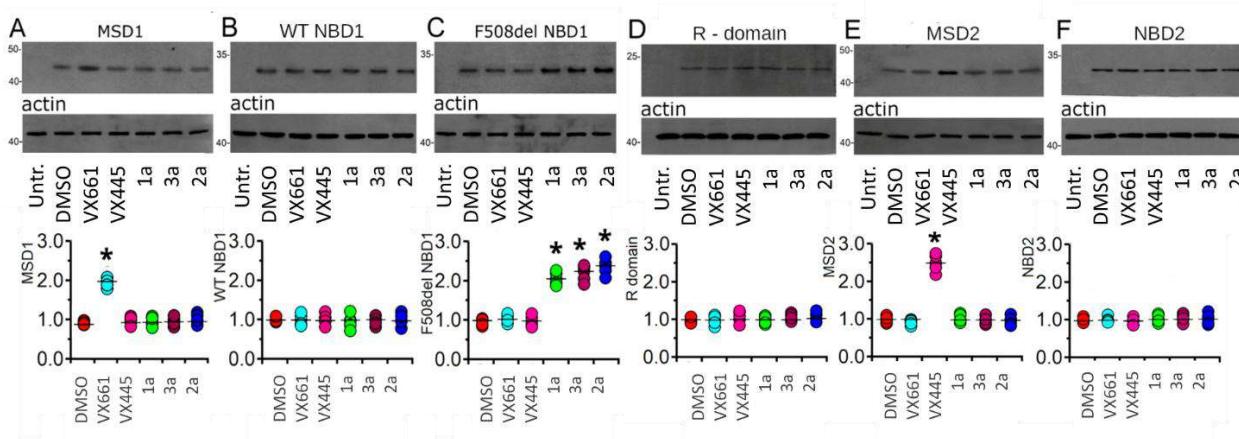 A MSD1
50-
40-
actin
40-
Untr. DMSO VX661 VX445 1a 3a 2a
MSD1
3.0
2.0
1.0
0.0
*
DMSO VX661 VX445 1a 3a 2a
B WT NBD1
35-
actin
40-
Untr. DMSO VX661 VX445 1a 3a 2a
WT NBD1
3.0
2.0
1.0
0.0
DMSO VX661 VX445 1a 3a 2a
C F508del NBD1
35-
actin
40-
Untr. DMSO VX661 VX445 1a 3a 2a
F508del NBD1
3.0
2.0
1.0
0.0
* * *
DMSO VX661 VX445 1a 3a 2a
D R - domain
25-
actin
40-
Untr. DMSO VX661 VX445 1a 3a 2a
R domain
3.0
2.0
1.0
0.0
DMSO VX661 VX445 1a 3a 2a
E MSD2
50-
40-
actin
40-
Untr. DMSO VX661 VX445 1a 3a 2a
MSD2
3.0
2.0
1.0
0.0
*
DMSO VX661 VX445 1a 3a 2a
F NBD2
35-
actin
40-
Untr. DMSO VX661 VX445 1a 3a 2a
NBD2
3.0
2.0
1.0
0.0
DMSO VX661 VX445 1a 3a 2a